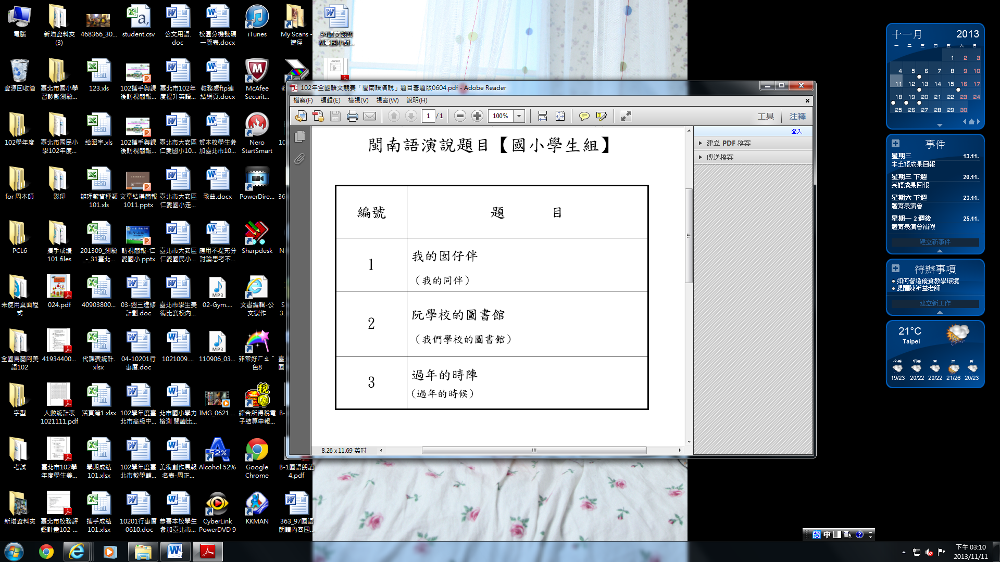 電腦
新增資料夾
(3)
468366_30...
student.csv
公文用語.
doc
校園分機號碼
一覽表.docx
iTunes
My Scans -
捷徑
94語文競賽
初賽國小朗...
資源回收筒
臺北市國小學
習診斷測驗...
123.xls
102攜手與課
後訪視簡報...
臺北市102年
度提升英語...
教務處ftp連
結網頁.docx
McAfee
Securit...
102學年度
臺北市國民小
學102年度...
給昭宇.xls
102攜手與課
後訪視簡報...
臺北市大安區
仁愛國小10...
賀本校學生參
加臺北市10...
Nero
StartSmart
for 周本師
影印
辦理薪資種類
101.xls
文章結構簡報
1011.pptx
臺北市大安區
仁愛國小走...
歌曲.docx
PowerDire...
PCL6
攜手成績
101.files
201309_測驗
_-_31臺北...
訪視簡報-仁
愛國小.pptx
臺北市大安區
仁愛國民小...
應用不提充分
討論思考不...
Sharpdesk
未使用桌面程
式
024.pdf
40903800...
03-週三進修
計劃.doc
臺北市學生美
術比賽校內...
02-Gym....
文書編輯-公
文製作
全國馬蘭阿美
語102
41934400...
代課費統計.
xlsx
04-10201行
事曆.doc
1021009....
110906_03...
非常好ㄏㄠˇ
色8
字型
人數統計表
1021111.pdf
活頁簿1.xlsx
102學年度臺
北市高級中...
北市國小學力
檢測 閱讀比...
IMG_0621....
綜合所得稅電
子結算申報...
考試
臺北市102學
年度學生美...
學期成績
101.xlsx
102學年度臺
北市教學輔...
美術創作展報
名表-周正...
Alcohol 52%
Google
Chrome
B-1國語朗讀
4.pdf
新增資料夾
臺北市校務評
鑑計畫102-...
攜手成績
101.xlsx
10201行事曆
-0610.doc
恭喜本校學生
參加臺北市...
CyberLink
PowerDVD 9
KKMAN
363_97國語
朗讀內容國...
102年全國語文競賽「閩南語演說」題目審題版0604.pdf - Adobe Reader
檔案(F) 編輯(E) 檢視(V) 視窗(W) 說明(H)
1 / 1 100% 工具 注釋
登入
建立 PDF 檔案
傳送檔案
閩南語演說題目【國小學生組】
編號 題 目
1 我的囡仔伴
（我的同伴）
2 阮學校的圖書館
（我們學校的圖書館）
3 過年的時陣
(過年的時候)
8.26 x 11.69 英吋
十一月 2013
一 二 三 四 五 六 日
1 2 3
4 5 6 7 8 9 10
11 12 13 14 15 16 17
18 19 20 21 22 23 24
25 26 27 28 29 30
事件
星期三 13.11.
本土語成果回報
星期三 下週 20.11.
英語成果回報
星期六 下週 23.11.
體育表演會
星期一 2 週後 25.11.
體育表演會補假
建立新事件
待辦事項
如何營造優質教學環境
提醒陳祈益老師
建立新工作
21°C
Taipei
今天 明天 三 四 五
19/23 20/22 20/22 21/26 20/23
中
下午 03:10
2013/11/11